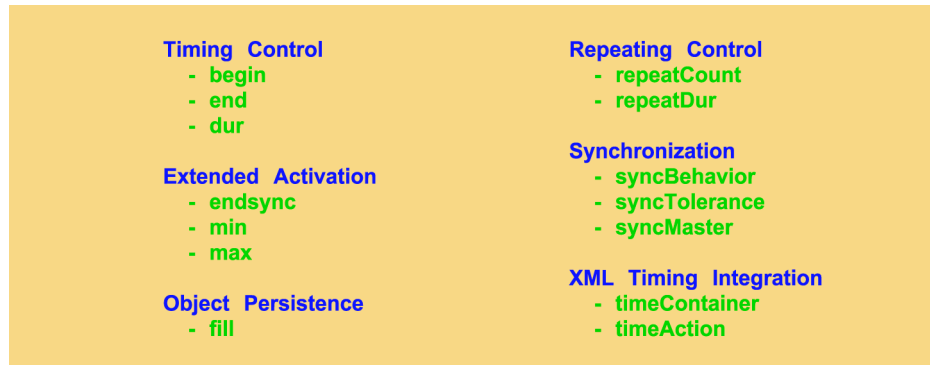 Timing Control
- begin
- end
- dur
Extended Activation
- endsync
- min
- max
Object Persistence
- fill
Repeating Control
- repeatCount
- repeatDur
Synchronization
- syncBehavior
- syncTolerance
- syncMaster
XML Timing Integration
- timeContainer
- timeAction